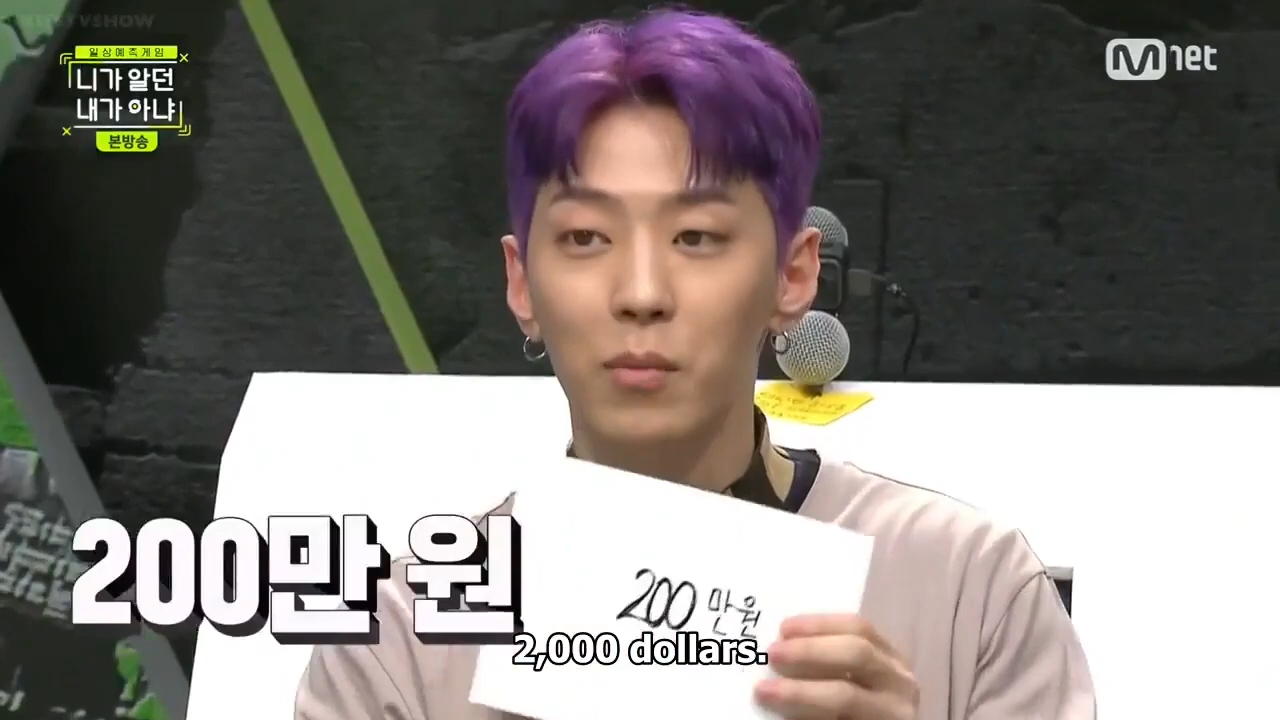 일상예측게임
니가 알던
내가 아냐
본방송
Mnet
200만 원
200 만원
2,000 dollars.